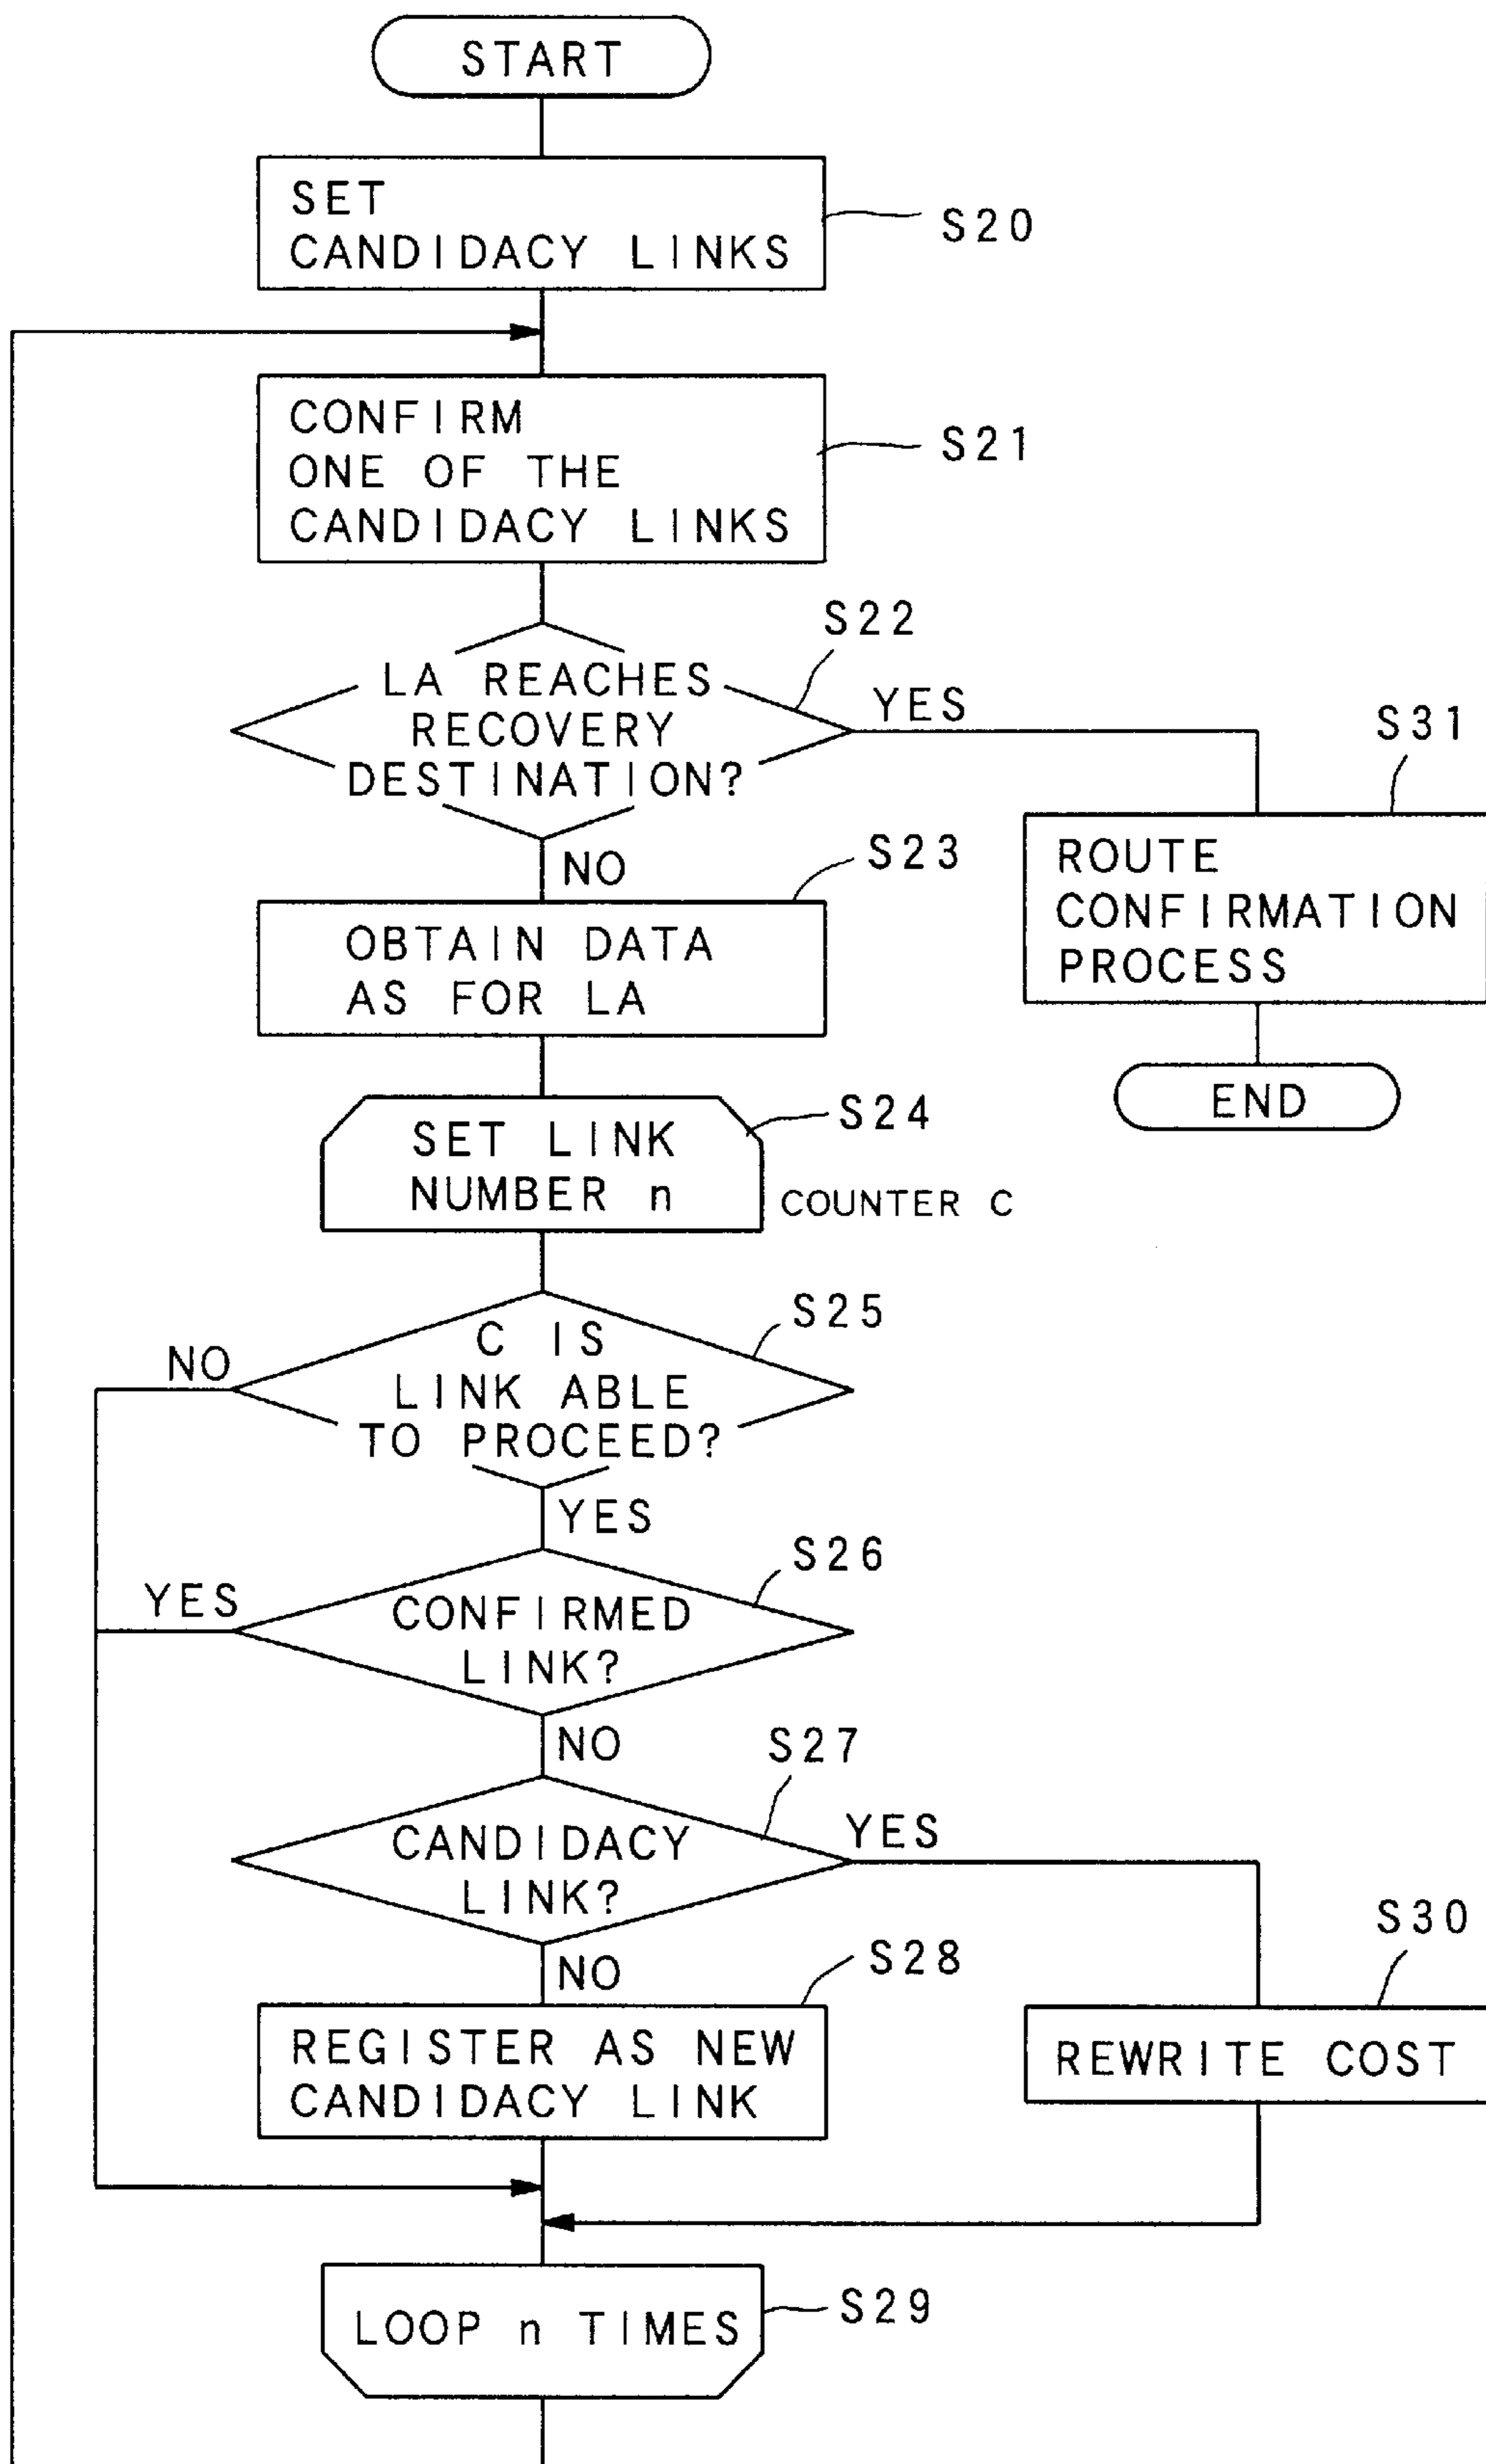 START
SET
CANDIDACY LINKS
S20
CONFIRM
ONE OF THE
CANDIDACY LINKS
S21
S22
LA REACHES
RECOVERY
DESTINATION?
YES
S31
ROUTE
CONFIRMATION
PROCESS
END
NO
S23
OBTAIN DATA
AS FOR LA
S24
SET LINK
NUMBER n
COUNTER C
S25
C IS
LINK ABLE
TO PROCEED?
NO
YES
S26
CONFIRMED
LINK?
YES
NO
S27
CANDIDACY
LINK?
YES
S30
REWRITE COST
NO
S28
REGISTER AS NEW
CANDIDACY LINK
LOOP n TIMES
S29